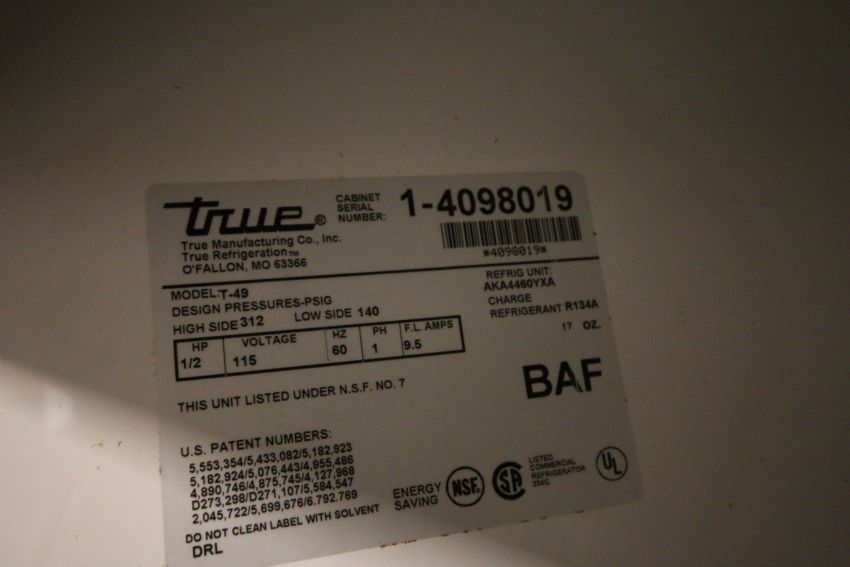 true®
CABINET
SERIAL
NUMBER:
1-4098019
*4098019*
True Manufacturing Co., Inc.
True Refrigeration™
O'FALLON, MO 63366
MODEL: T-49
DESIGN PRESSURES-PSIG
HIGH SIDE 312 LOW SIDE 140
REFRIG UNIT:
AKA4460YXA
CHARGE
REFRIGERANT R134A
17 OZ.
HP VOLTAGE HZ PH F.L. AMPS
1/2 115 60 1 9.5
THIS UNIT LISTED UNDER N.S.F. NO. 7
BAF
U.S. PATENT NUMBERS:
5,553,354/5,433,082/5,182,923
5,182,924/5,076,443/4,955,486
4,890,746/4,875,745/4,127,968
D273,298/D271,107/5,584,547
2,045,722/5,699,676/6.792.769
DO NOT CLEAN LABEL WITH SOLVENT
DRL
ENERGY
SAVING
NSF.
SA
LISTED
COMMERCIAL
REFRIGERATOR
354G
UL